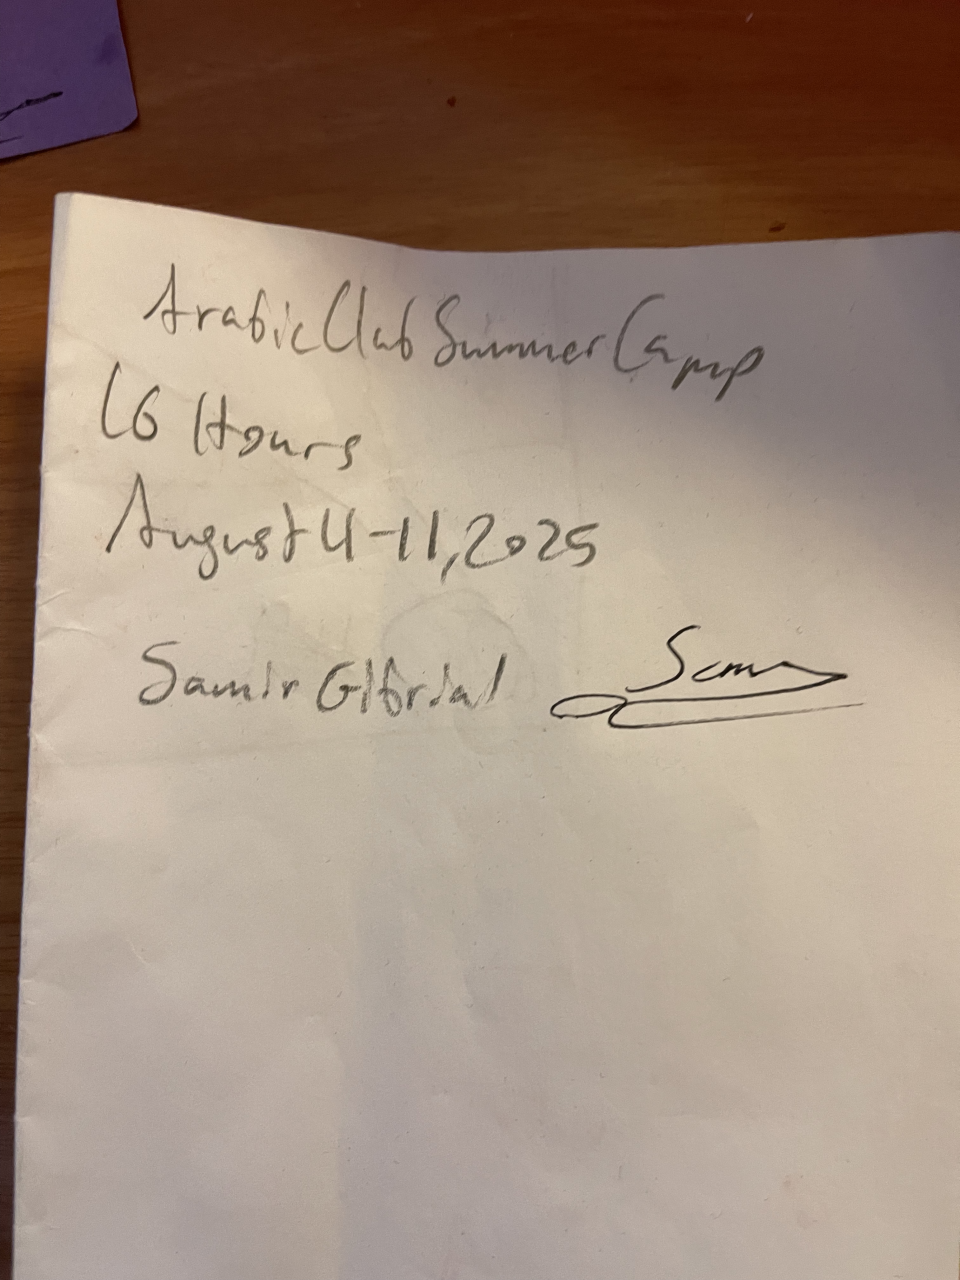 Arabic Club Summer Camp
16 Hours
August 4-11, 2025
Samir